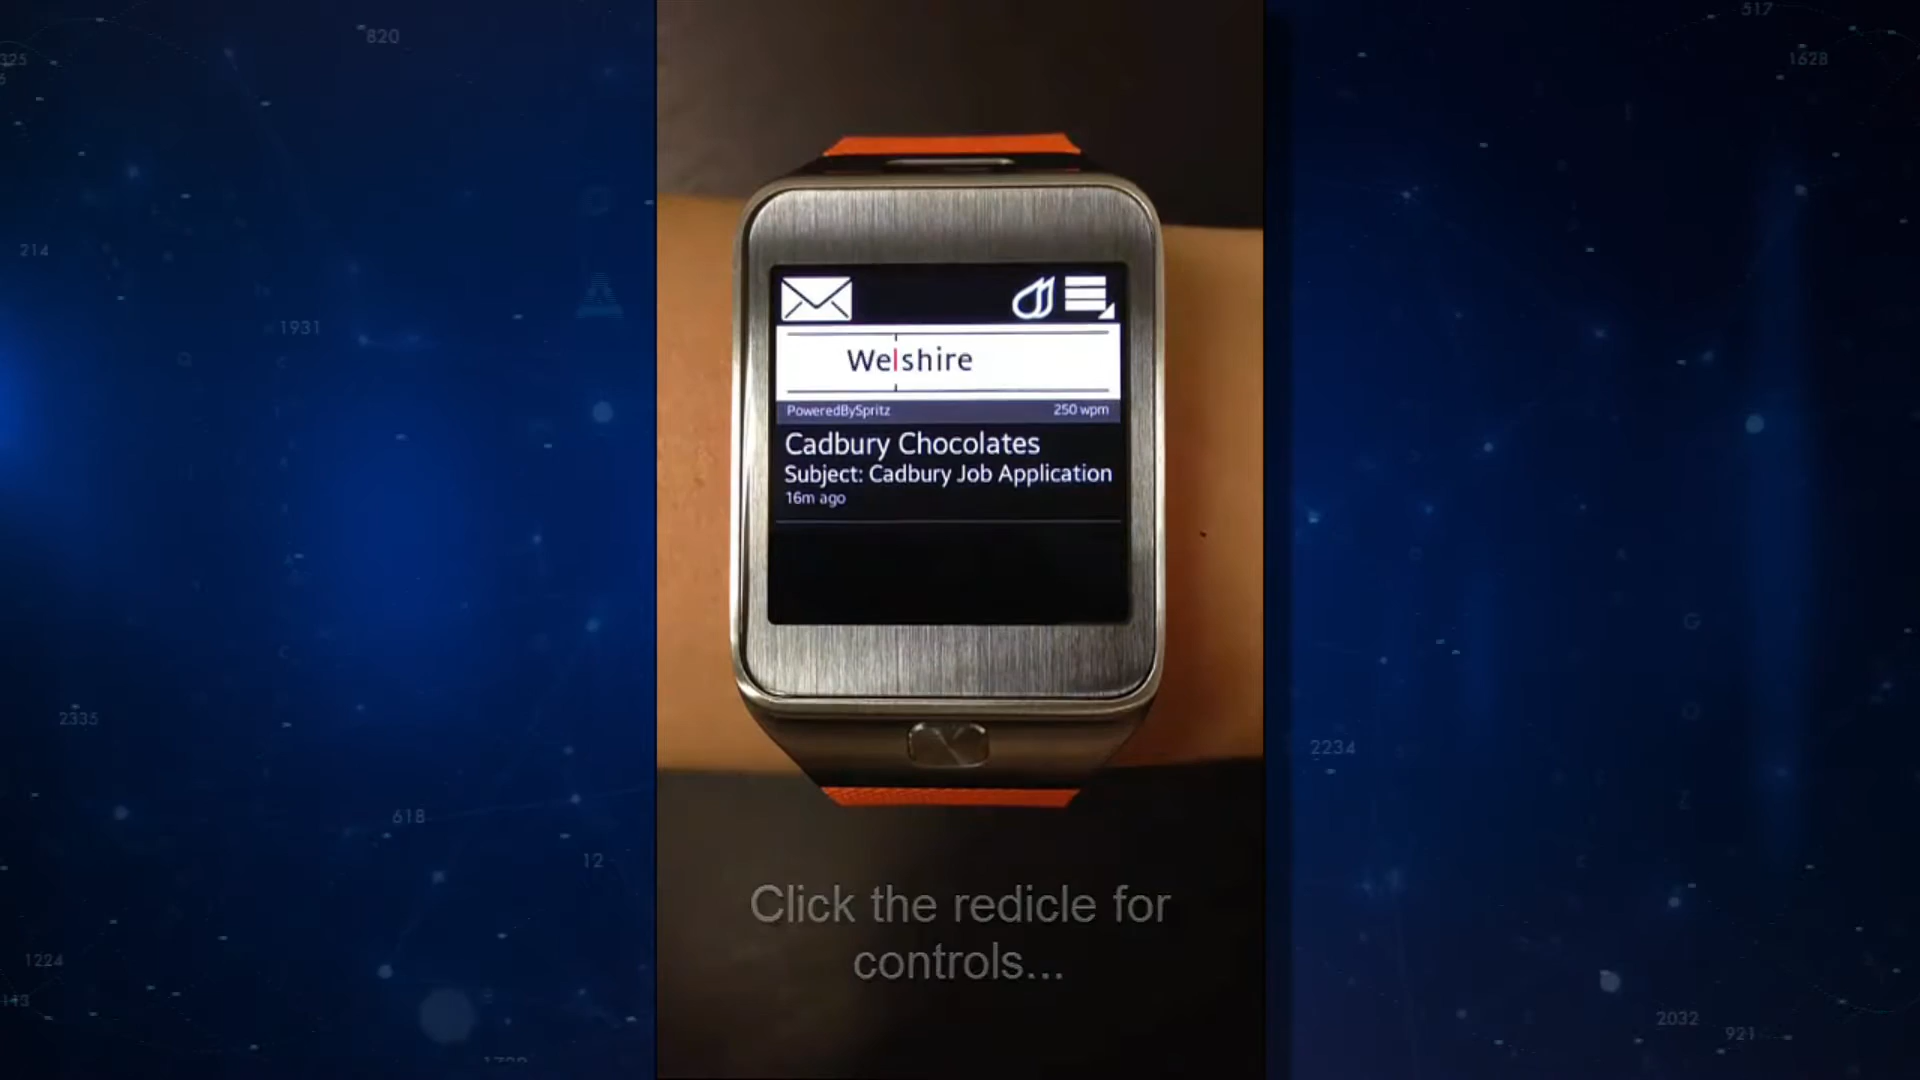 820
517
1628
325
214
1931
Welshire
PoweredBySpritz 250 wpm
Cadbury Chocolates
Subject: Cadbury Job Application
16m ago
2335
2234
618
12
Click the redicle for
controls...
1224
2032
921